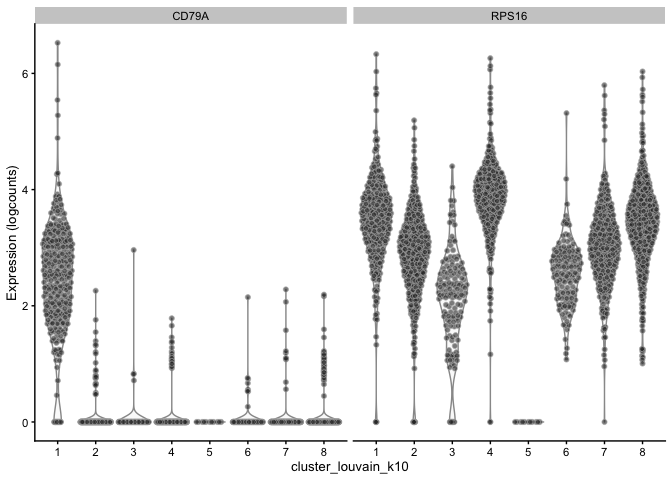 CD79A RPS16
Expression (logcounts)
6
4
2
0
1 2 3 4 5 6 7 8 1 2 3 4 5 6 7 8
cluster_louvain_k10